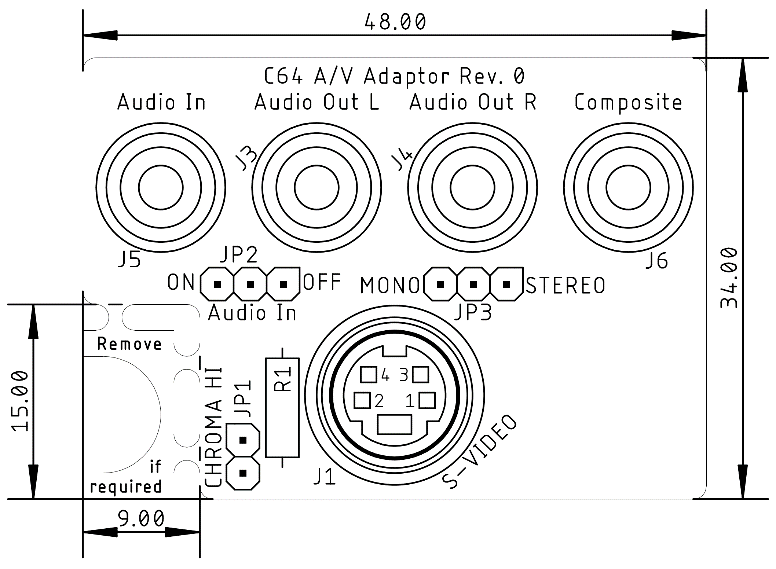 48.00
C64 A/V Adaptor Rev. 0
Audio In Audio Out L Audio Out R Composite
J3 J4
J5 JP2 J6
ON OFF MONO STEREO
Audio In JP3
34.00
Remove
15.00
CHROMA HI
JP1
R1
4 3
2 1
if
required
J1
S-VIDEO
9.00